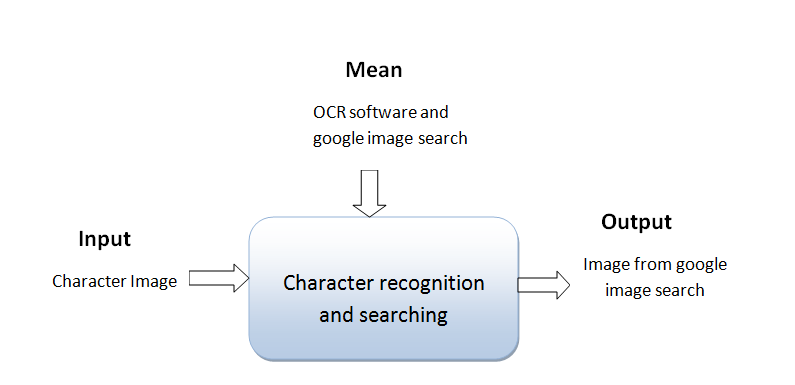 Mean
OCR software and
google image search
Input
Character Image
Character recognition
and searching
Output
Image from google
image search